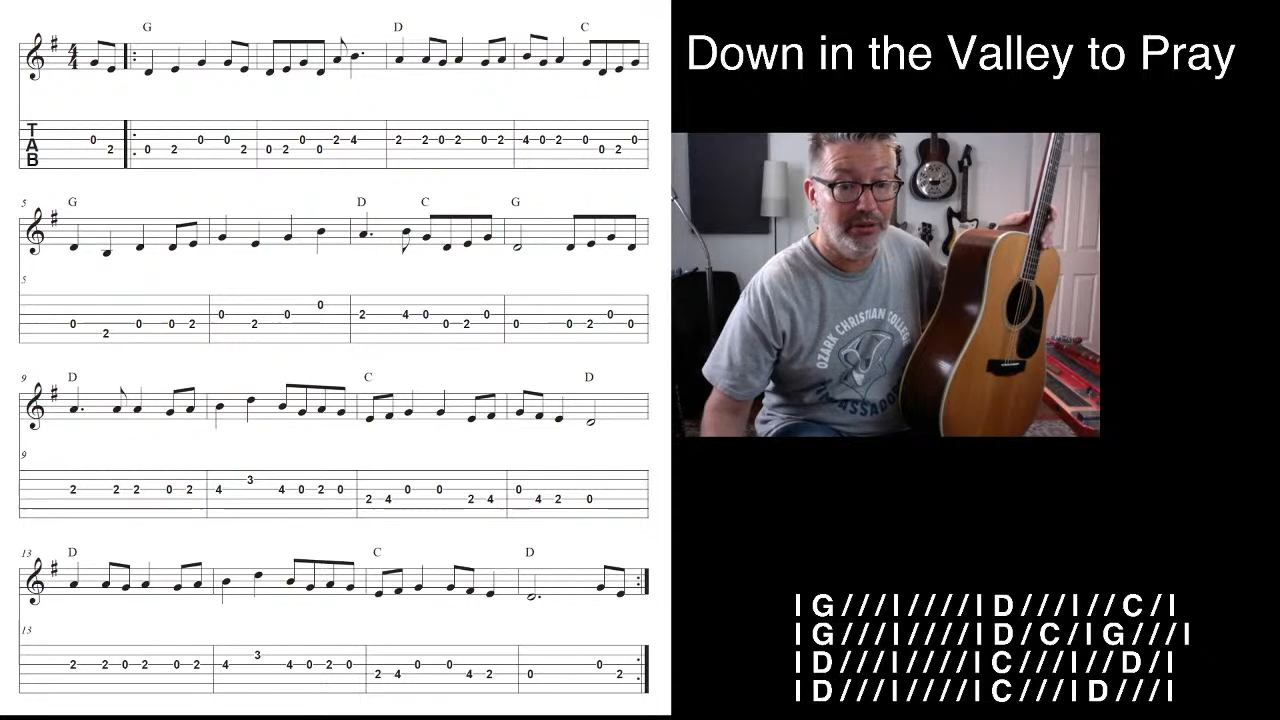 Down in the Valley to Pray
G D C
T 0 2 0 2 0 0 2 0 2 0 0 2 4 2 2 0 2 0 2 4 0 2 0 0 2 0
A
B
5 G D C G
5
0 2 0 0 2 0 2 0 0 2 4 0 0 2 0 0 0 2 0 0
9 D C D
9
2 2 2 0 2 4 3 4 0 2 0 2 4 0 0 2 4 0 4 2 0
13 D C D
13
2 2 0 2 0 2 4 3 4 0 2 0 2 4 0 0 4 2 0 0 2
OZARK CHRISTIAN COLLEGE
I G / / / I / / / / I D / / / I / / C / I
I G / / / I / / / / I D / C / I G / / / I
I D / / / I / / / / I C / / / I / / D / I
I D / / / I / / / / I C / / / I D / / / I